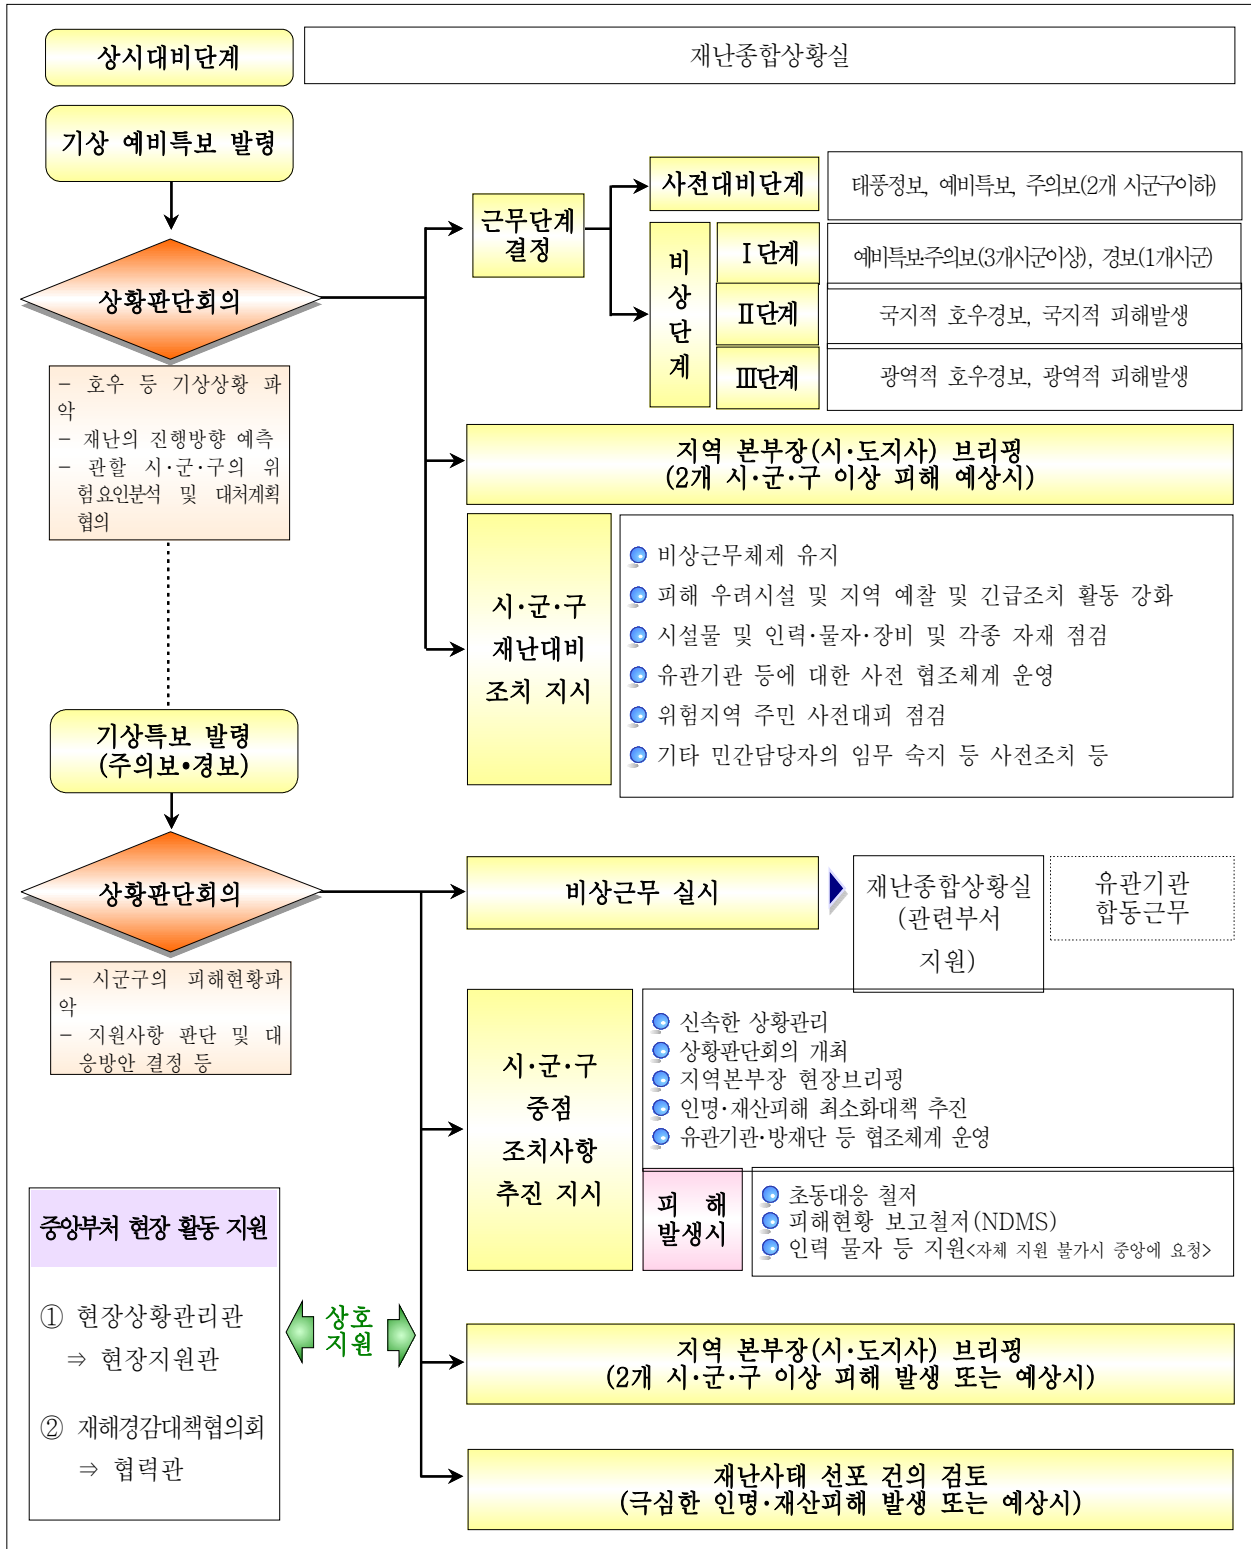 상시대비단계
재난종합상황실
기상 예비특보 발령
상황판단회의
- 호우 등 기상상황 파
악
- 재난의 진행방향 예측
- 관할 시·군·구의 위
험요인분석 및 대처계획
협의
근무단계
결정
사전대비단계
태풍정보, 예비특보, 주의보(2개 시군구이하)
비
상
단
계
Ⅰ단계
예비특보·주의보(3개시군이상), 경보(1개시군)
Ⅱ단계
국지적 호우경보, 국지적 피해발생
Ⅲ단계
광역적 호우경보, 광역적 피해발생
지역 본부장(시·도지사) 브리핑
(2개 시·군·구 이상 피해 예상시)
시·군·구
재난대비
조치 지시
비상근무체제 유지
피해 우려시설 및 지역 예찰 및 긴급조치 활동 강화
시설물 및 인력·물자·장비 및 각종 자재 점검
유관기관 등에 대한 사전 협조체계 운영
위험지역 주민 사전대피 점검
기타 민간담당자의 임무 숙지 등 사전조치 등
기상특보 발령
(주의보•경보)
상황판단회의
- 시군구의 피해현황파
악
- 지원사항 판단 및 대
응방안 결정 등
비상근무 실시
재난종합상황실
(관련부서
지원)
유관기관
합동근무
시·군·구
중점
조치사항
추진 지시
신속한 상황관리
상황판단회의 개최
지역본부장 현장브리핑
인명·재산피해 최소화대책 추진
유관기관·방재단 등 협조체계 운영
피 해
발생시
초동대응 철저
피해현황 보고철저(NDMS)
인력 물자 등 지원<자체 지원 불가시 중앙에 요청>
중앙부처 현장 활동 지원
① 현장상황관리관
⇒ 현장지원관
② 재해경감대책협의회
⇒ 협력관
상호
지원
지역 본부장(시·도지사) 브리핑
(2개 시·군·구 이상 피해 발생 또는 예상시)
재난사태 선포 건의 검토
(극심한 인명·재산피해 발생 또는 예상시)